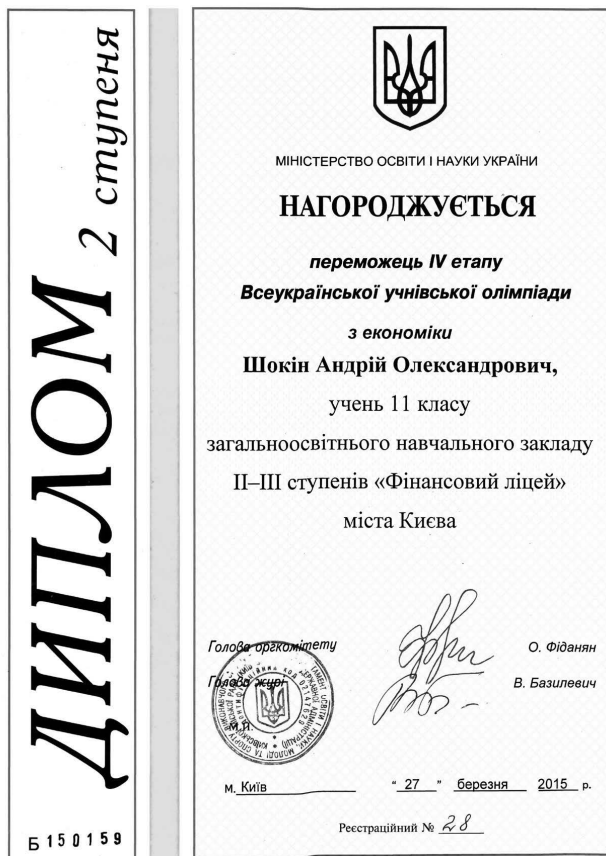 ДИПЛОМ 2 ступеня
Б 150159
МІНІСТЕРСТВО ОСВІТИ І НАУКИ УКРАЇНИ
НАГОРОДЖУЄТЬСЯ
переможець IV етапу
Всеукраїнської учнівської олімпіади
з економіки
Шокін Андрій Олександрович,
учень 11 класу
загальноосвітнього навчального закладу
ІІ–ІІІ ступенів «Фінансовий ліцей»
міста Києва
Голова оргкомітету О. Фіданян
Голова журі В. Базилевич
М.П.
м. Київ " 27 " березня 2015 р.
Реєстраційний № 28